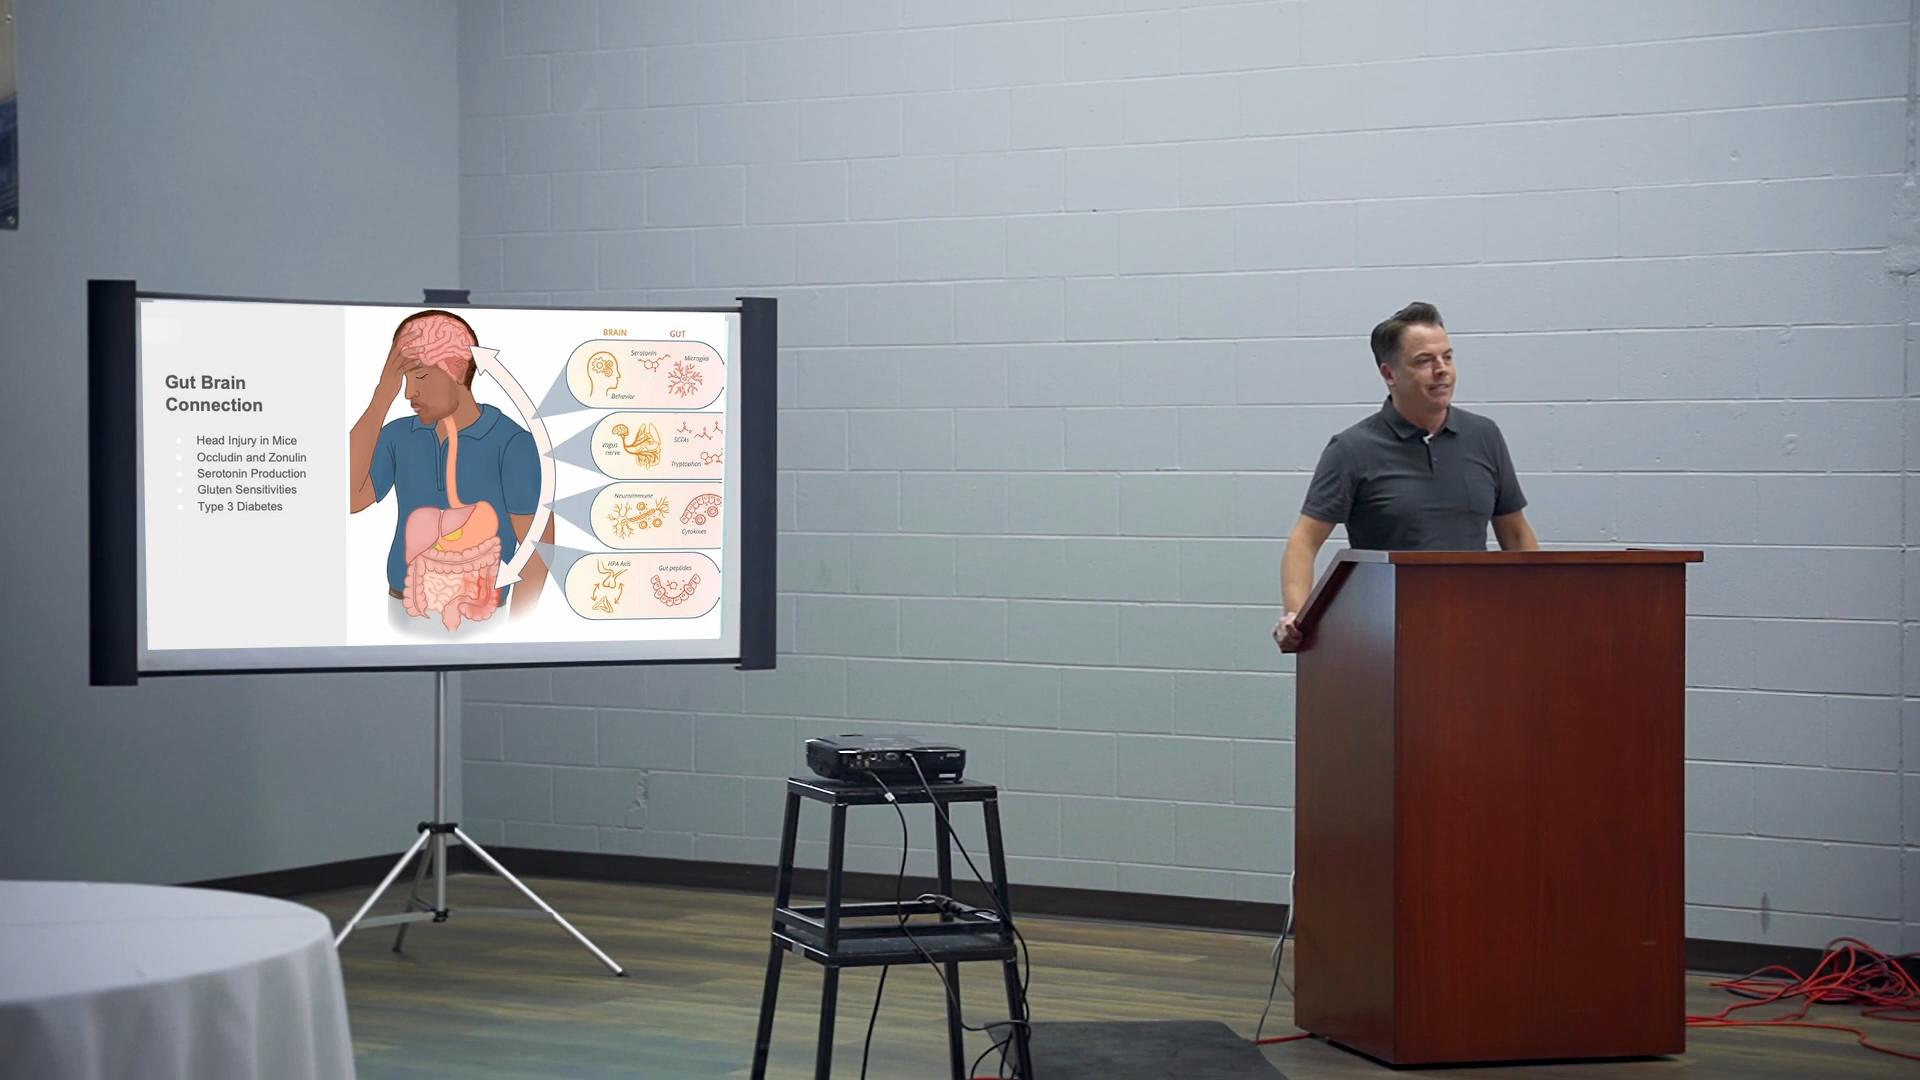 Gut Brain
Connection
Head Injury in Mice
Occludin and Zonulin
Serotonin Production
Gluten Sensitivities
Type 3 Diabetes
BRAIN
GUT
Serotonin
Microglia
Behavior
Vagus
nerve
SCFAs
Tryptophan
Neuroimmune
Cytokines
HPA Axis
Gut peptides